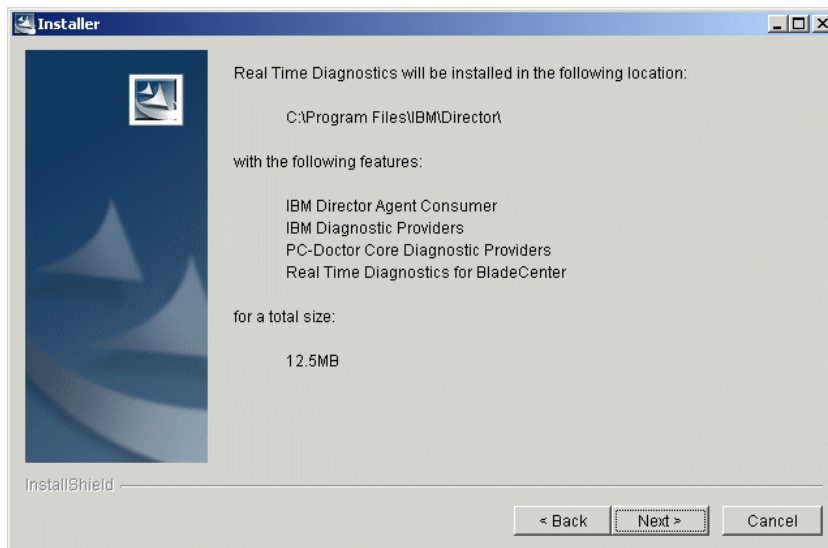 Installer
Real Time Diagnostics will be installed in the following location:
C:\Program Files\IBM\Director\
with the following features:
IBM Director Agent Consumer
IBM Diagnostic Providers
PC-Doctor Core Diagnostic Providers
Real Time Diagnostics for BladeCenter
for a total size:
12.5MB
InstallShield
< Back Next > Cancel